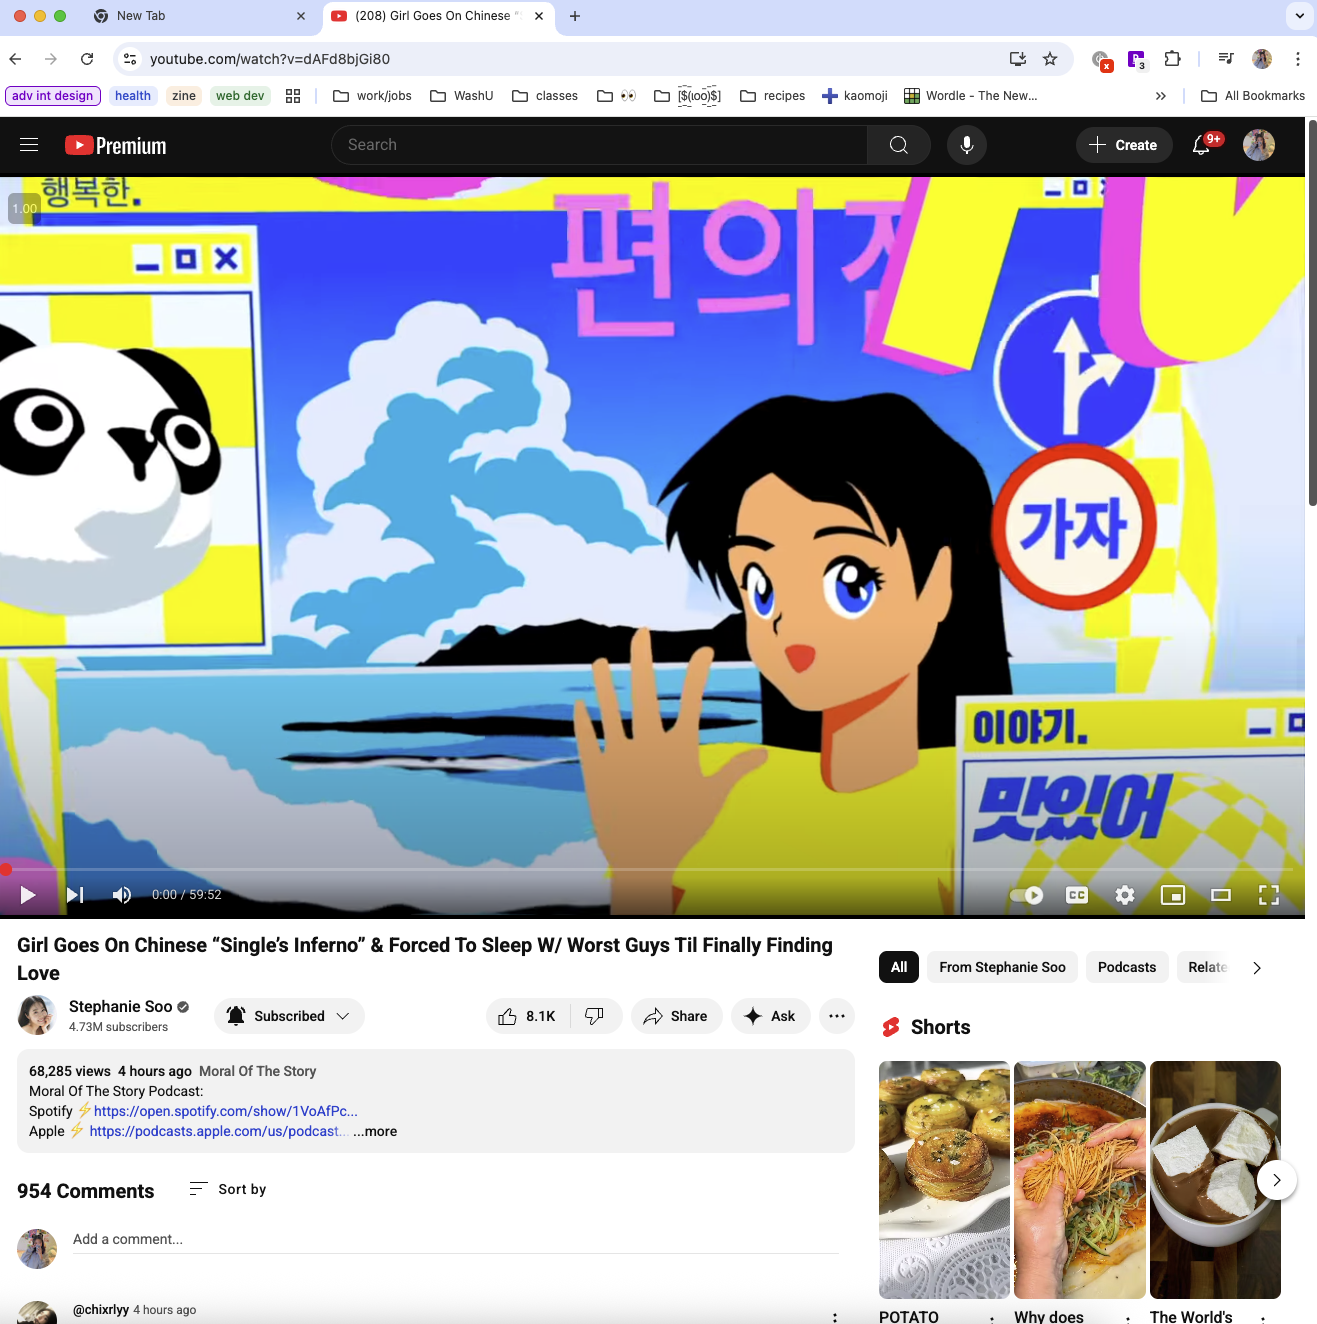 New Tab
(208) Girl Goes On Chinese "
youtube.com/watch?v=dAFd8bjGi80
x
3
adv int design
health
zine
web dev
work/jobs
WashU
classes
recipes
kaomoji
Wordle - The New...
All Bookmarks
Premium
Search
Create
9+
행복한.
1.00
편의
가자
이야기.
맛있어
0:00 / 59:52
CC
Girl Goes On Chinese “Single’s Inferno” & Forced To Sleep W/ Worst Guys Til Finally Finding
Love
Stephanie Soo
4.73M subscribers
Subscribed
8.1K
Share
Ask
68,285 views 4 hours ago Moral Of The Story
Moral Of The Story Podcast:
Spotify ⚡https://open.spotify.com/show/1VoAfPc...
Apple ⚡ https://podcasts.apple.com/us/podcast... ...more
954 Comments
Sort by
Add a comment...
@chixrlyy 4 hours ago
All
From Stephanie Soo
Podcasts
Relate
Shorts
POTATO
Why does
The World's